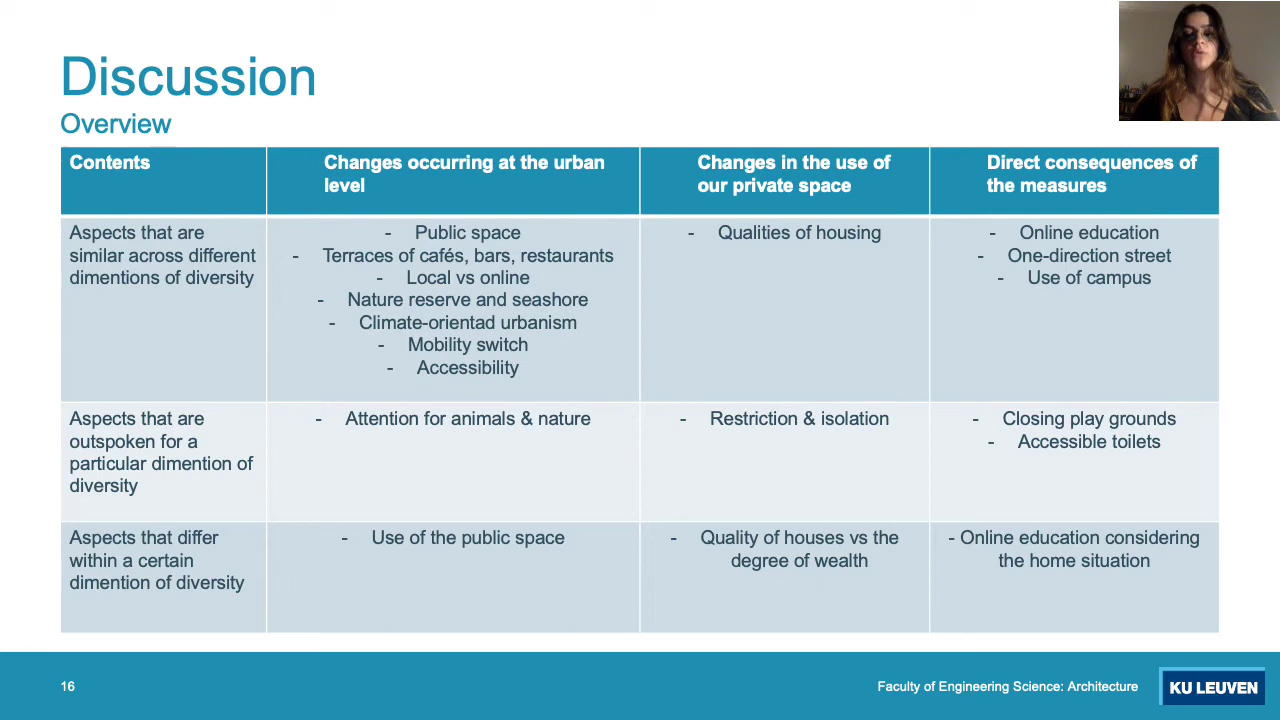 Discussion
Overview
Contents
Changes occurring at the urban
level
Changes in the use of
our private space
Direct consequences of
the measures
Aspects that are
similar across different
dimentions of diversity
- Public space
- Terraces of cafés, bars, restaurants
- Local vs online
- Nature reserve and seashore
- Climate-orientad urbanism
- Mobility switch
- Accessibility
- Qualities of housing
- Online education
- One-direction street
- Use of campus
Aspects that are
outspoken for a
particular dimention of
diversity
- Attention for animals & nature
- Restriction & isolation
- Closing play grounds
- Accessible toilets
Aspects that differ
within a certain
dimention of diversity
- Use of the public space
- Quality of houses vs the
degree of wealth
- Online education considering
the home situation
16
Faculty of Engineering Science: Architecture
KU LEUVEN